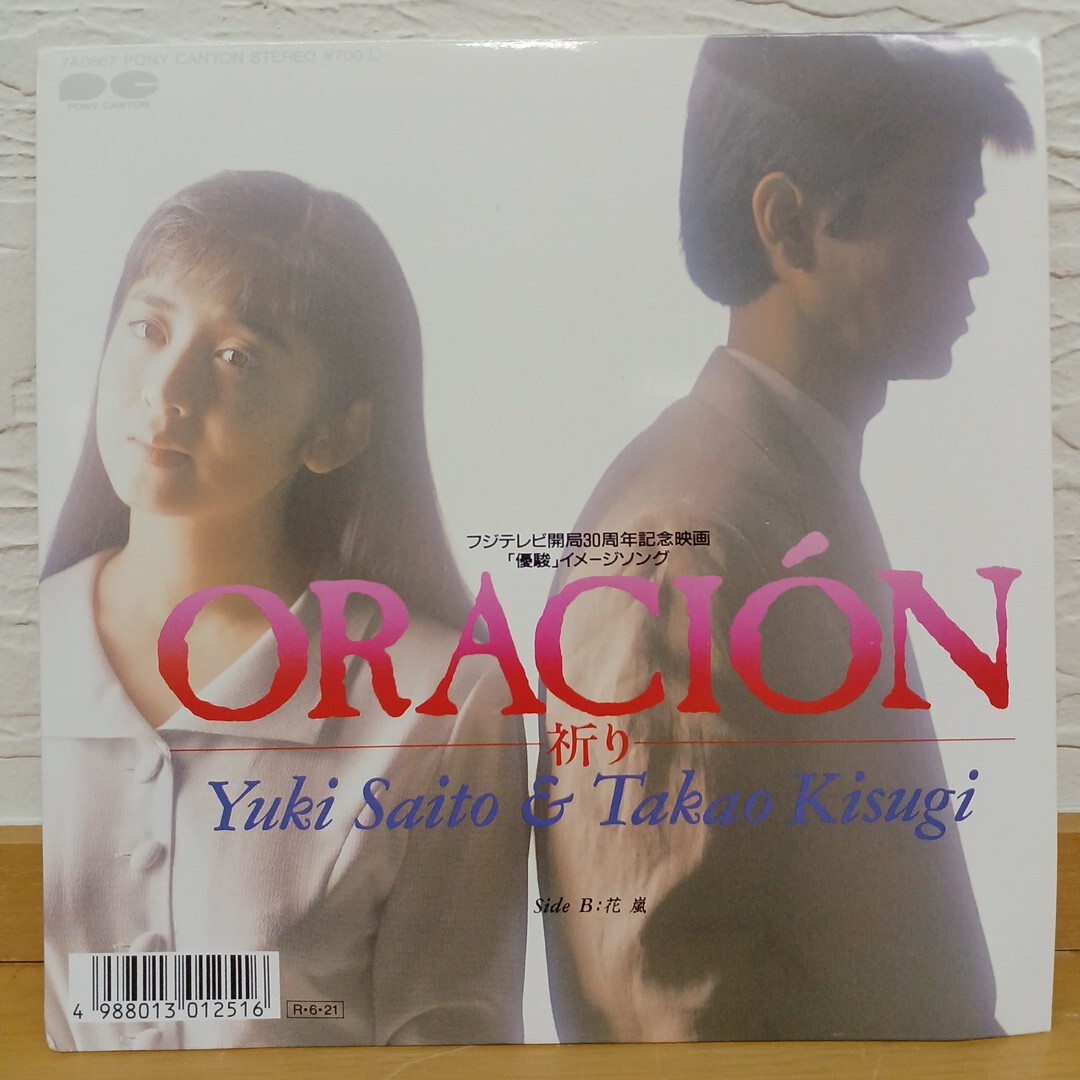 7A0867 PONY CANYON STEREO ¥700
PONY CANYON
フジテレビ開局30周年記念映画
「優駿」イメージソング
ORACIÓN
祈り
Yuki Saito & Takao Kisugi
Side B:花 嵐
4 988013 012516
R・6・21